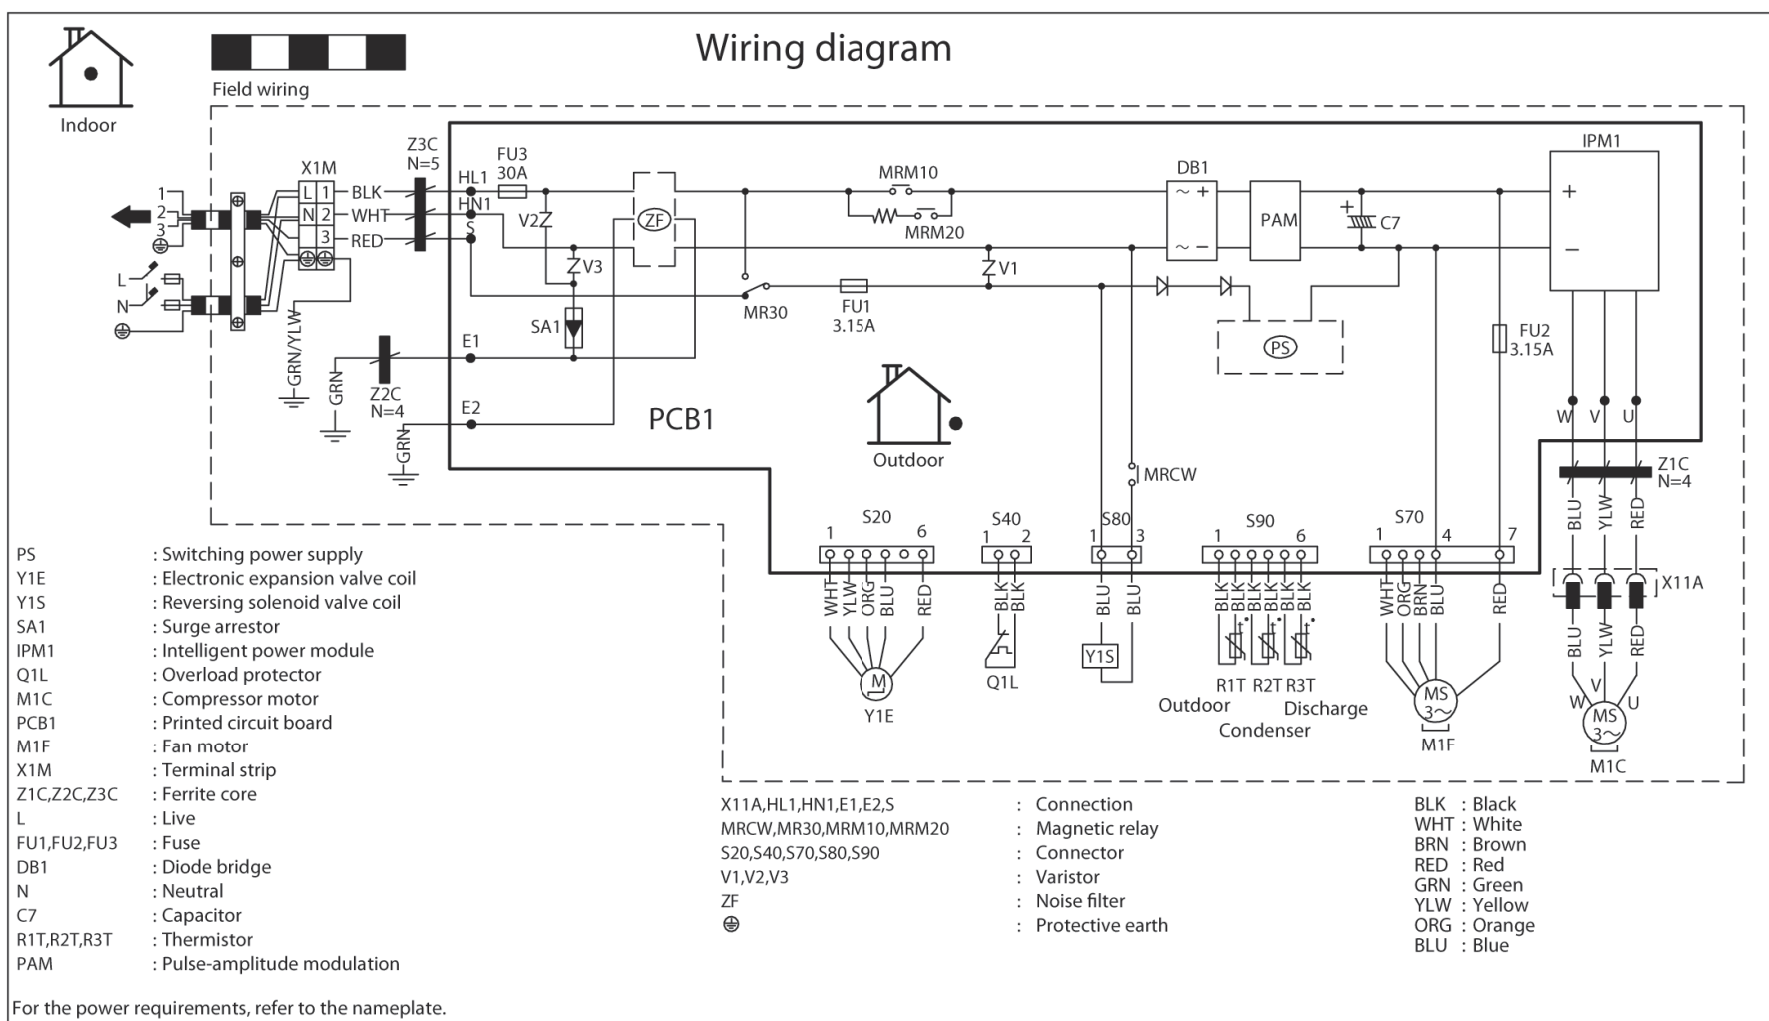 Wiring diagram
Indoor
Field wiring
Z3C
N=5
X1M
L 1
N 2
3
BLK
WHT
RED
1
2
3
L
N
GRN/YLW
GRN
Z2C
N=4
GRN
HL1
HN1
S
E1
E2
FU3
30A
V2
V3
SA1
ZF
PCB1
MRM10
MRM20
MR30
FU1
3.15A
V1
DB1
~ +
~ −
PAM
+
C7
PS
IPM1
+
−
FU2
3.15A
W V U
Outdoor
MRCW
Z1C
N=4
BLU YLW RED
X11A
BLU YLW RED
W V U
MS
3~
M1C
S20
1 6
WHT YLW ORG BLU RED
M
Y1E
S40
1 2
BLK BLK
Q1L
S80
1 3
BLU BLU
Y1S
S90
1 6
BLK BLK BLK BLK BLK BLK
R1T R2T R3T
Outdoor Discharge
Condenser
S70
1 4 7
WHT ORG BRN BLU RED
MS
3~
M1F
PS : Switching power supply
Y1E : Electronic expansion valve coil
Y1S : Reversing solenoid valve coil
SA1 : Surge arrestor
IPM1 : Intelligent power module
Q1L : Overload protector
M1C : Compressor motor
PCB1 : Printed circuit board
M1F : Fan motor
X1M : Terminal strip
Z1C,Z2C,Z3C : Ferrite core
L : Live
FU1,FU2,FU3 : Fuse
DB1 : Diode bridge
N : Neutral
C7 : Capacitor
R1T,R2T,R3T : Thermistor
PAM : Pulse-amplitude modulation
X11A,HL1,HN1,E1,E2,S : Connection
MRCW,MR30,MRM10,MRM20 : Magnetic relay
S20,S40,S70,S80,S90 : Connector
V1,V2,V3 : Varistor
ZF : Noise filter
: Protective earth
BLK : Black
WHT : White
BRN : Brown
RED : Red
GRN : Green
YLW : Yellow
ORG : Orange
BLU : Blue
For the power requirements, refer to the nameplate.